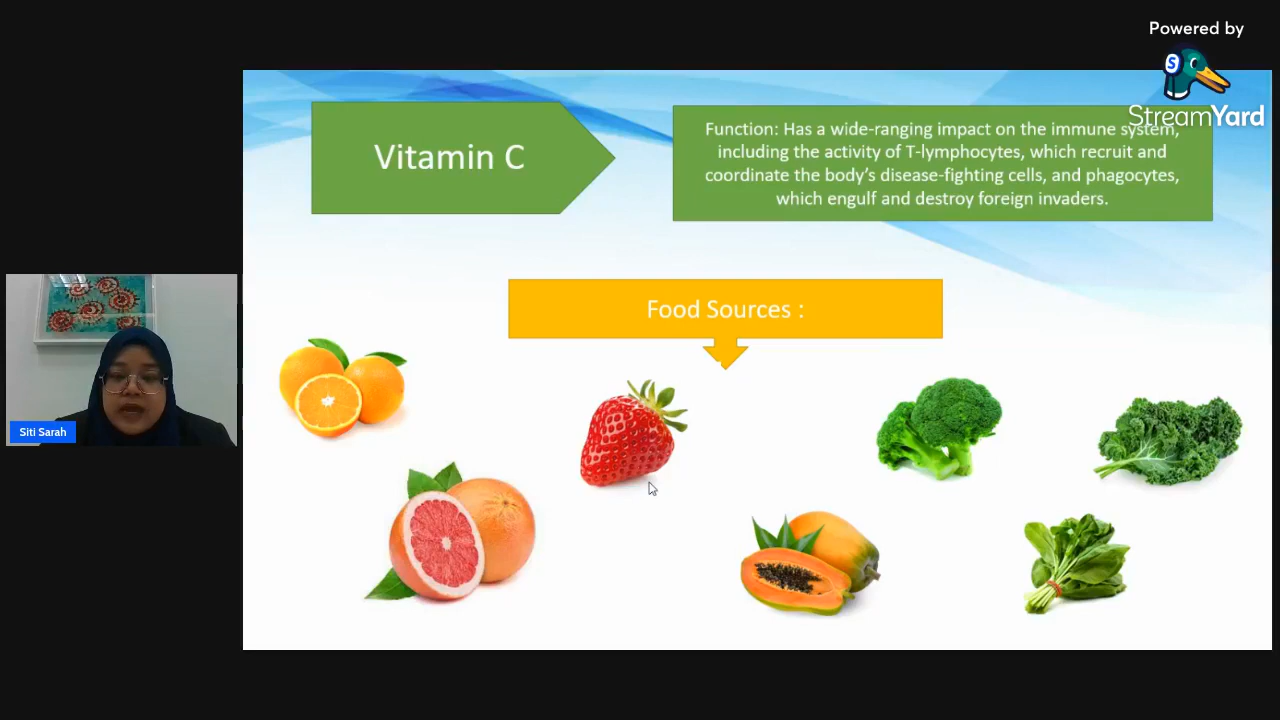 Powered by
StreamYard
Vitamin C
Function: Has a wide-ranging impact on the immune system,
including the activity of T-lymphocytes, which recruit and
coordinate the body's disease-fighting cells, and phagocytes,
which engulf and destroy foreign invaders.
Food Sources :
Siti Sarah